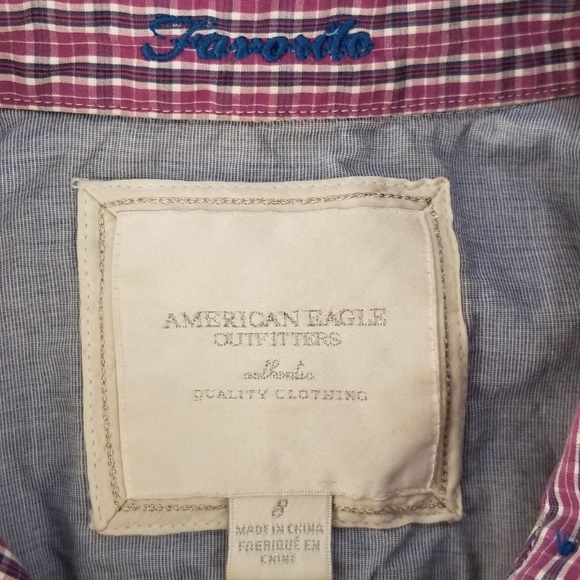 Favorite
AMERICAN EAGLE
OUTFITTERS
authentic
QUALITY CLOTHING
8
MADE IN CHINA
FABRIQUÉ EN
CHINE